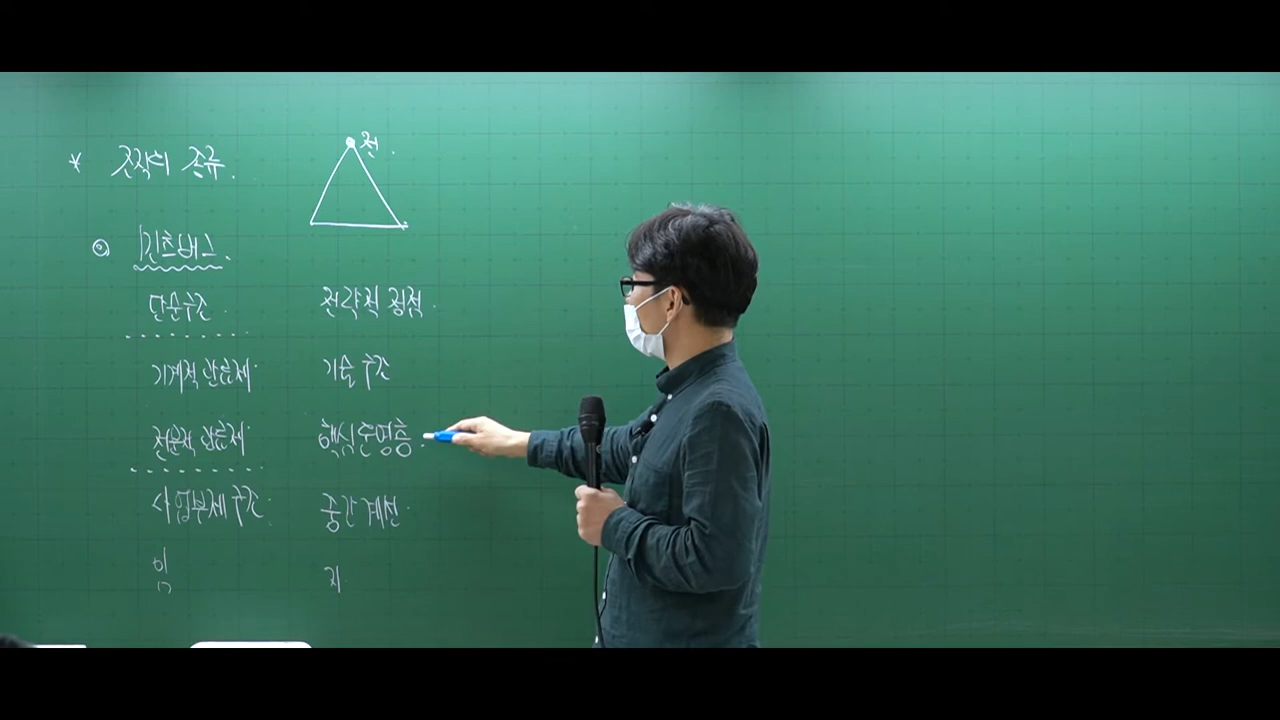 * 조직의 종류.
전.
◎ 민츠버그.
단순구조. 전략적 정점.
기계적 관료제. 기술구조
전문적 관료제 핵심운영층.
사업부제 구조. 중간계선.
임 지